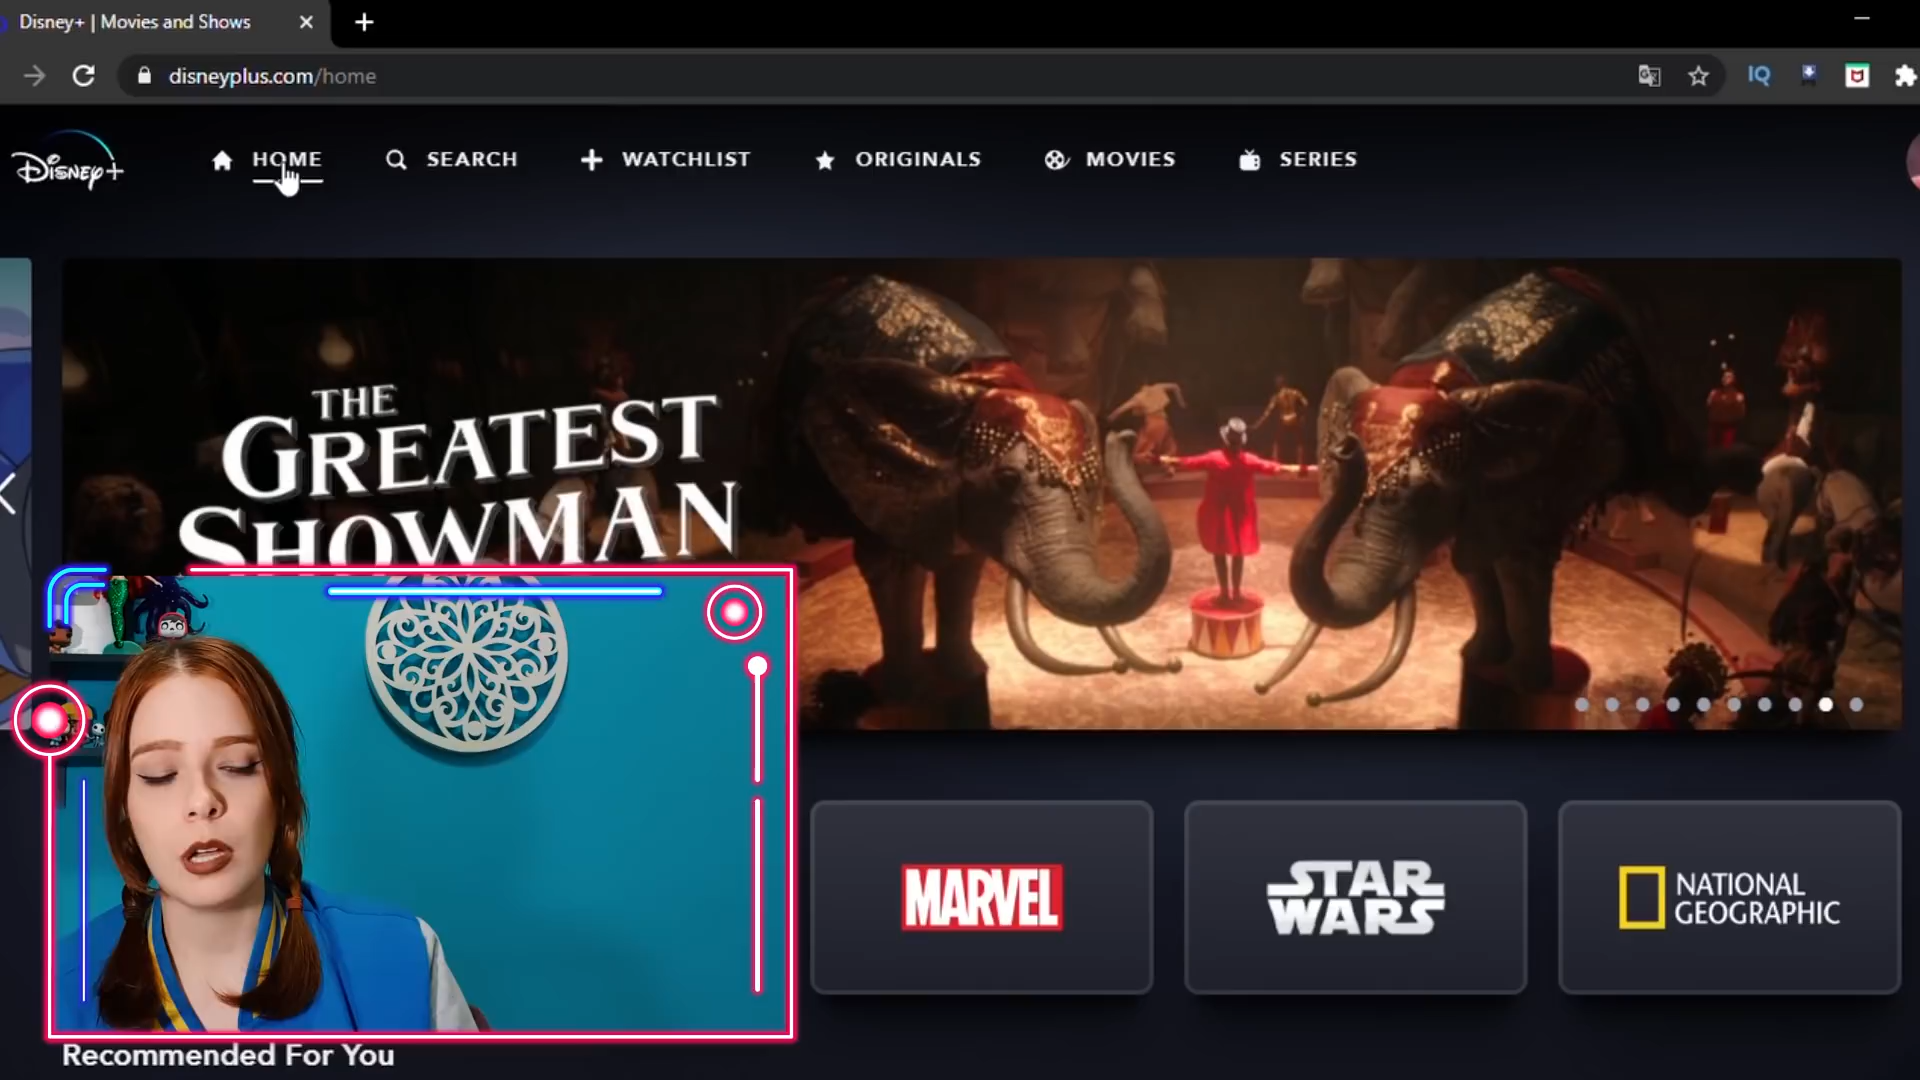 Disney+ | Movies and Shows
disneyplus.com/home
IQ
Disney+
HOME
SEARCH
WATCHLIST
ORIGINALS
MOVIES
SERIES
THE
GREATEST
SHOWMAN
MARVEL
STAR
WARS
NATIONAL
GEOGRAPHIC
Recommended For You